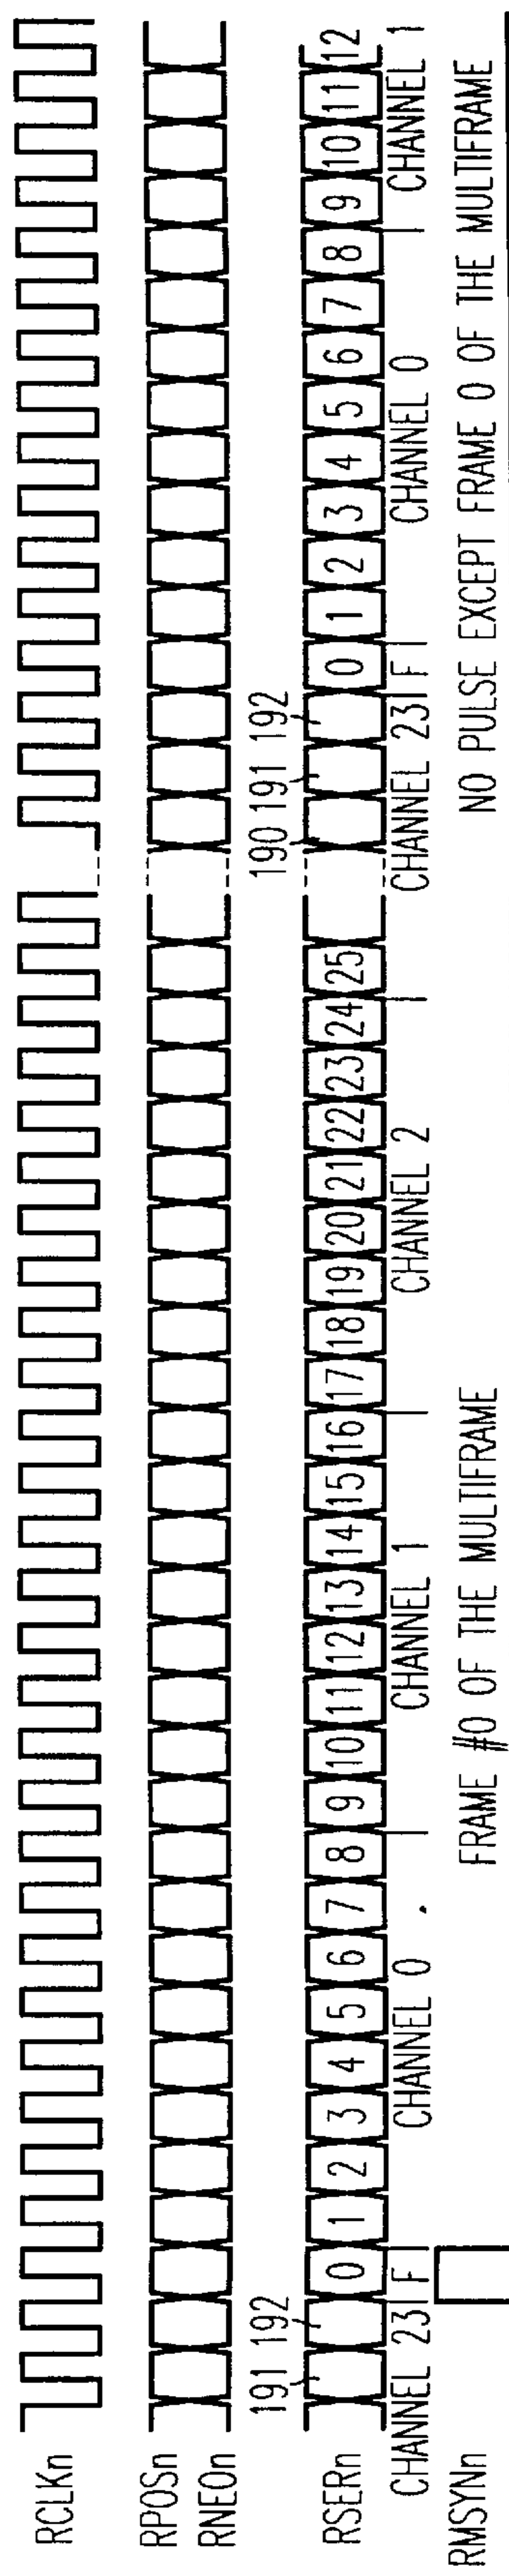 RCLKn
RPOSn
RNEOn
191 192 190 191 192
RSERn 0 1 2 3 4 5 6 7 8 9 10 11 12 13 14 15 16 17 18 19 20 21 22 23 24 25 0 1 2 3 4 5 6 7 8 9 10 11 12
CHANNEL 23 F CHANNEL 0 CHANNEL 1 CHANNEL 2 CHANNEL 23 F CHANNEL 0 CHANNEL 1
RMSYNn FRAME #0 OF THE MULTIFRAME NO PULSE EXCEPT FRAME 0 OF THE MULTIFRAME